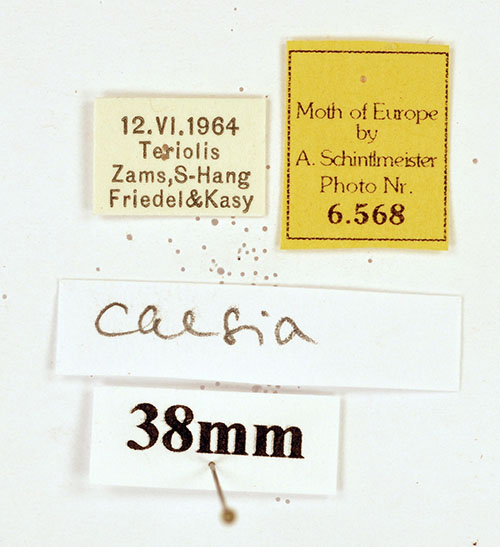 12.VI.1964
Teriolis
Zams,S-Hang
Friedel&Kasy
Moth of Europe
by
A. Schintlmeister
Photo Nr.
6.568
caesia
38mm